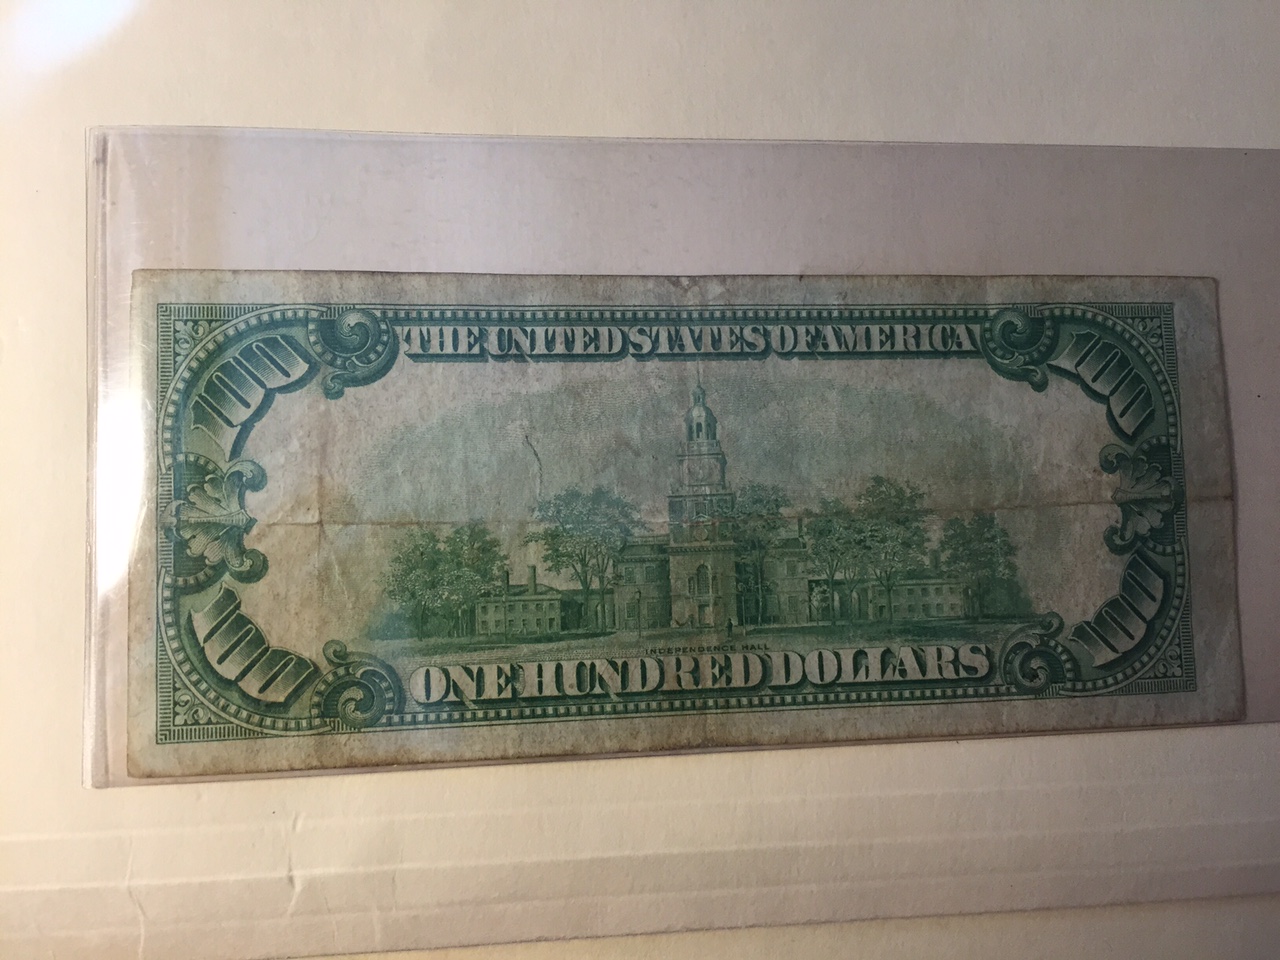 100 THE UNITED STATES OF AMERICA 100
INDEPENDENCE HALL
100 ONE HUNDRED DOLLARS 100